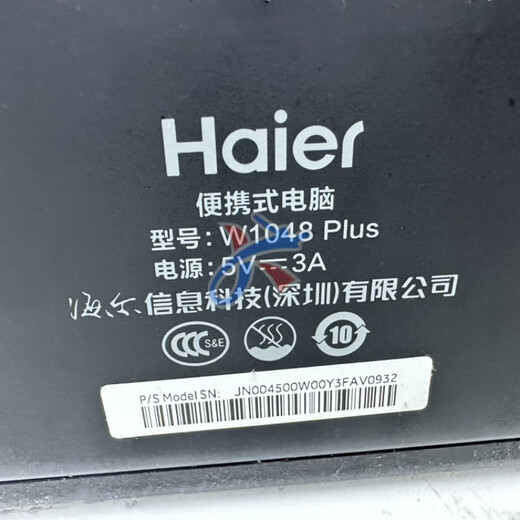 Haier
便携式电脑
型号: W1048 Plus
电源: 5V⎓3A
海尔信息科技(深圳)有限公司
CCC S&E 10
P/S Model SN: JN004500W00Y3FAV0932